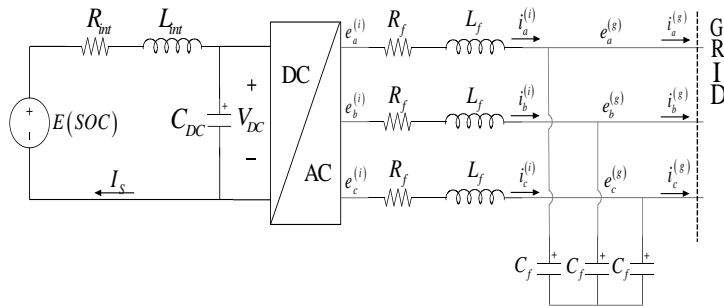 R_int L_int
E(SOC)
+
-
I_S
C_DC
+
+
V_DC
-
DC
AC
e_a^(i) R_f L_f i_a^(i) e_a^(g) i_a^(g)
e_b^(i) R_f L_f i_b^(i) e_b^(g) i_b^(g)
e_c^(i) R_f L_f i_c^(i) e_c^(g) i_c^(g)
C_f + C_f + C_f +
GRID